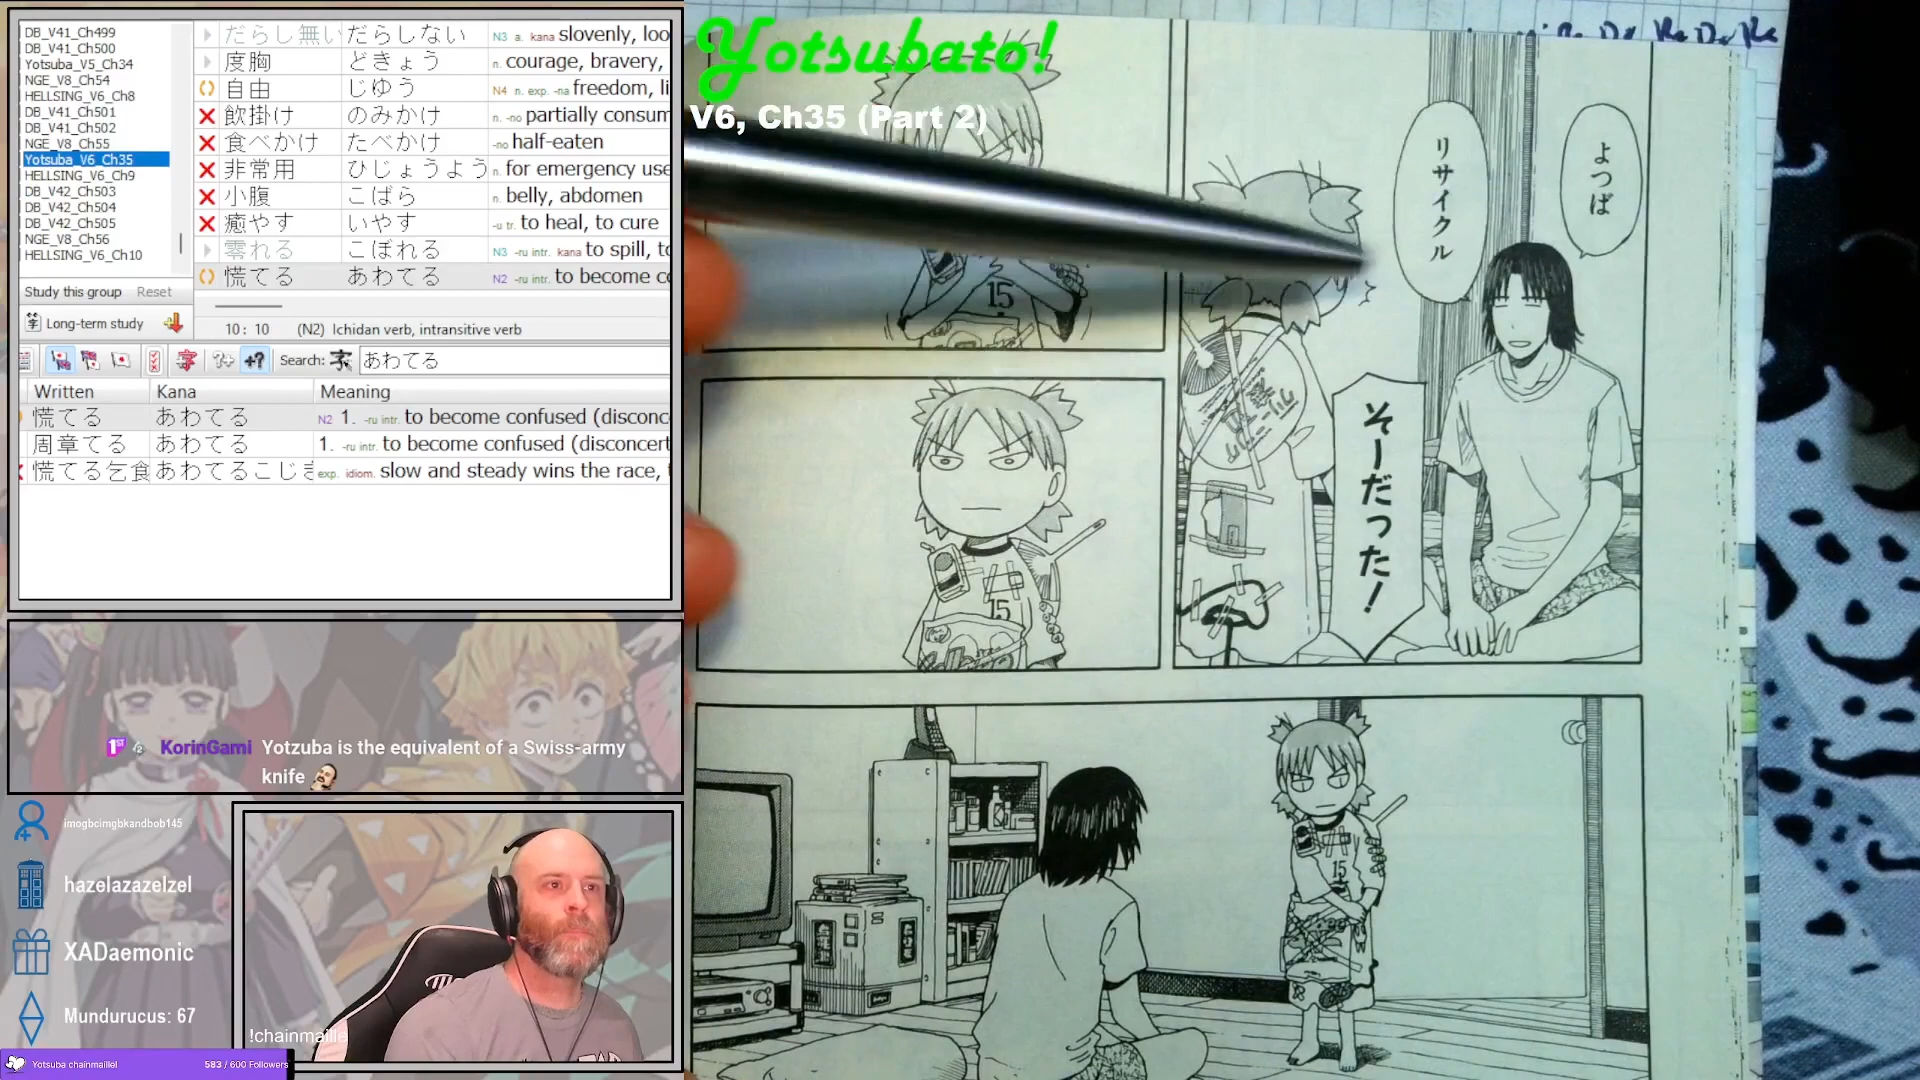 DB_V41_Ch499
DB_V41_Ch500
Yotsuba_V5_Ch34
NGE_V8_Ch54
HELLSING_V6_Ch8
DB_V41_Ch501
DB_V41_Ch502
NGE_V8_Ch55
Yotsuba_V6_Ch35
HELLSING_V6_Ch9
DB_V42_Ch503
DB_V42_Ch504
DB_V42_Ch505
NGE_V8_Ch56
HELLSING_V6_Ch10
Study this group Reset
Long-term study
だらし無い だらしない N3 a. kana slovenly, loo
度胸 どきょう n. courage, bravery,
自由 じゆう N4 n. exp. -na freedom, li
飲掛け のみかけ n. -no partially consum
食べかけ たべかけ -no half-eaten
非常用 ひじょうよう n. for emergency use
小腹 こばら n. belly, abdomen
癒やす いやす -u tr. to heal, to cure
零れる こぼれる N3 -ru intr. kana to spill, to
慌てる あわてる N2 -ru intr. to become co
10: 10 (N2) Ichidan verb, intransitive verb
Search: あわてる
Written Kana Meaning
慌てる あわてる N2 1. -ru intr. to become confused (disconc
周章てる あわてる 1. -ru intr. to become confused (disconcert
慌てる乞食 あわてるこじき exp. idiom. slow and steady wins the race,
1ST 2 KorinGami Yotzuba is the equivalent of a Swiss-army
knife
imogbcimgbkandbob145
hazelazazelzel
XADaemonic
Mundurucus: 67
Yotsuba chainmaille! 583 / 600 Followers
!chainmaille
Yotsubato!
V6, Ch35 (Part 2)
よつば
リサイクル
そーだった!
15
15
15